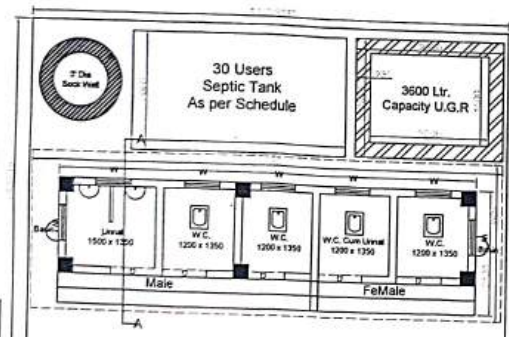 3' Dia
Sock Well
30 Users
Septic Tank
As per Schedule
3600 Ltr.
Capacity U.G.R
A
W
W
W
W
W
Basin
Urinal
1500 x 1350
W.C.
1200 x 1350
W.C.
1200 x 1350
W.C. Cum Urinal
1200 x 1350
W.C.
1200 x 1350
W
Basin
D
D
D
D
D
Male
FeMale
A